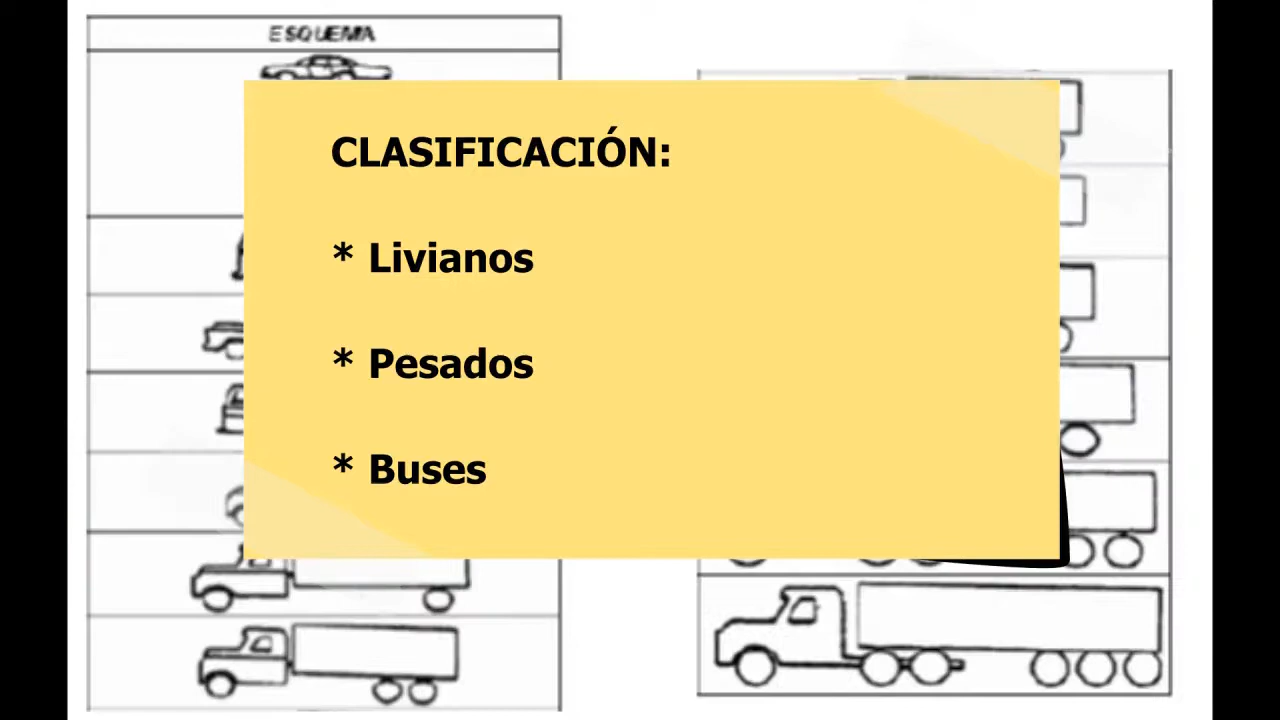 ESQUEMA
CLASIFICACIÓN:
* Livianos
* Pesados
* Buses